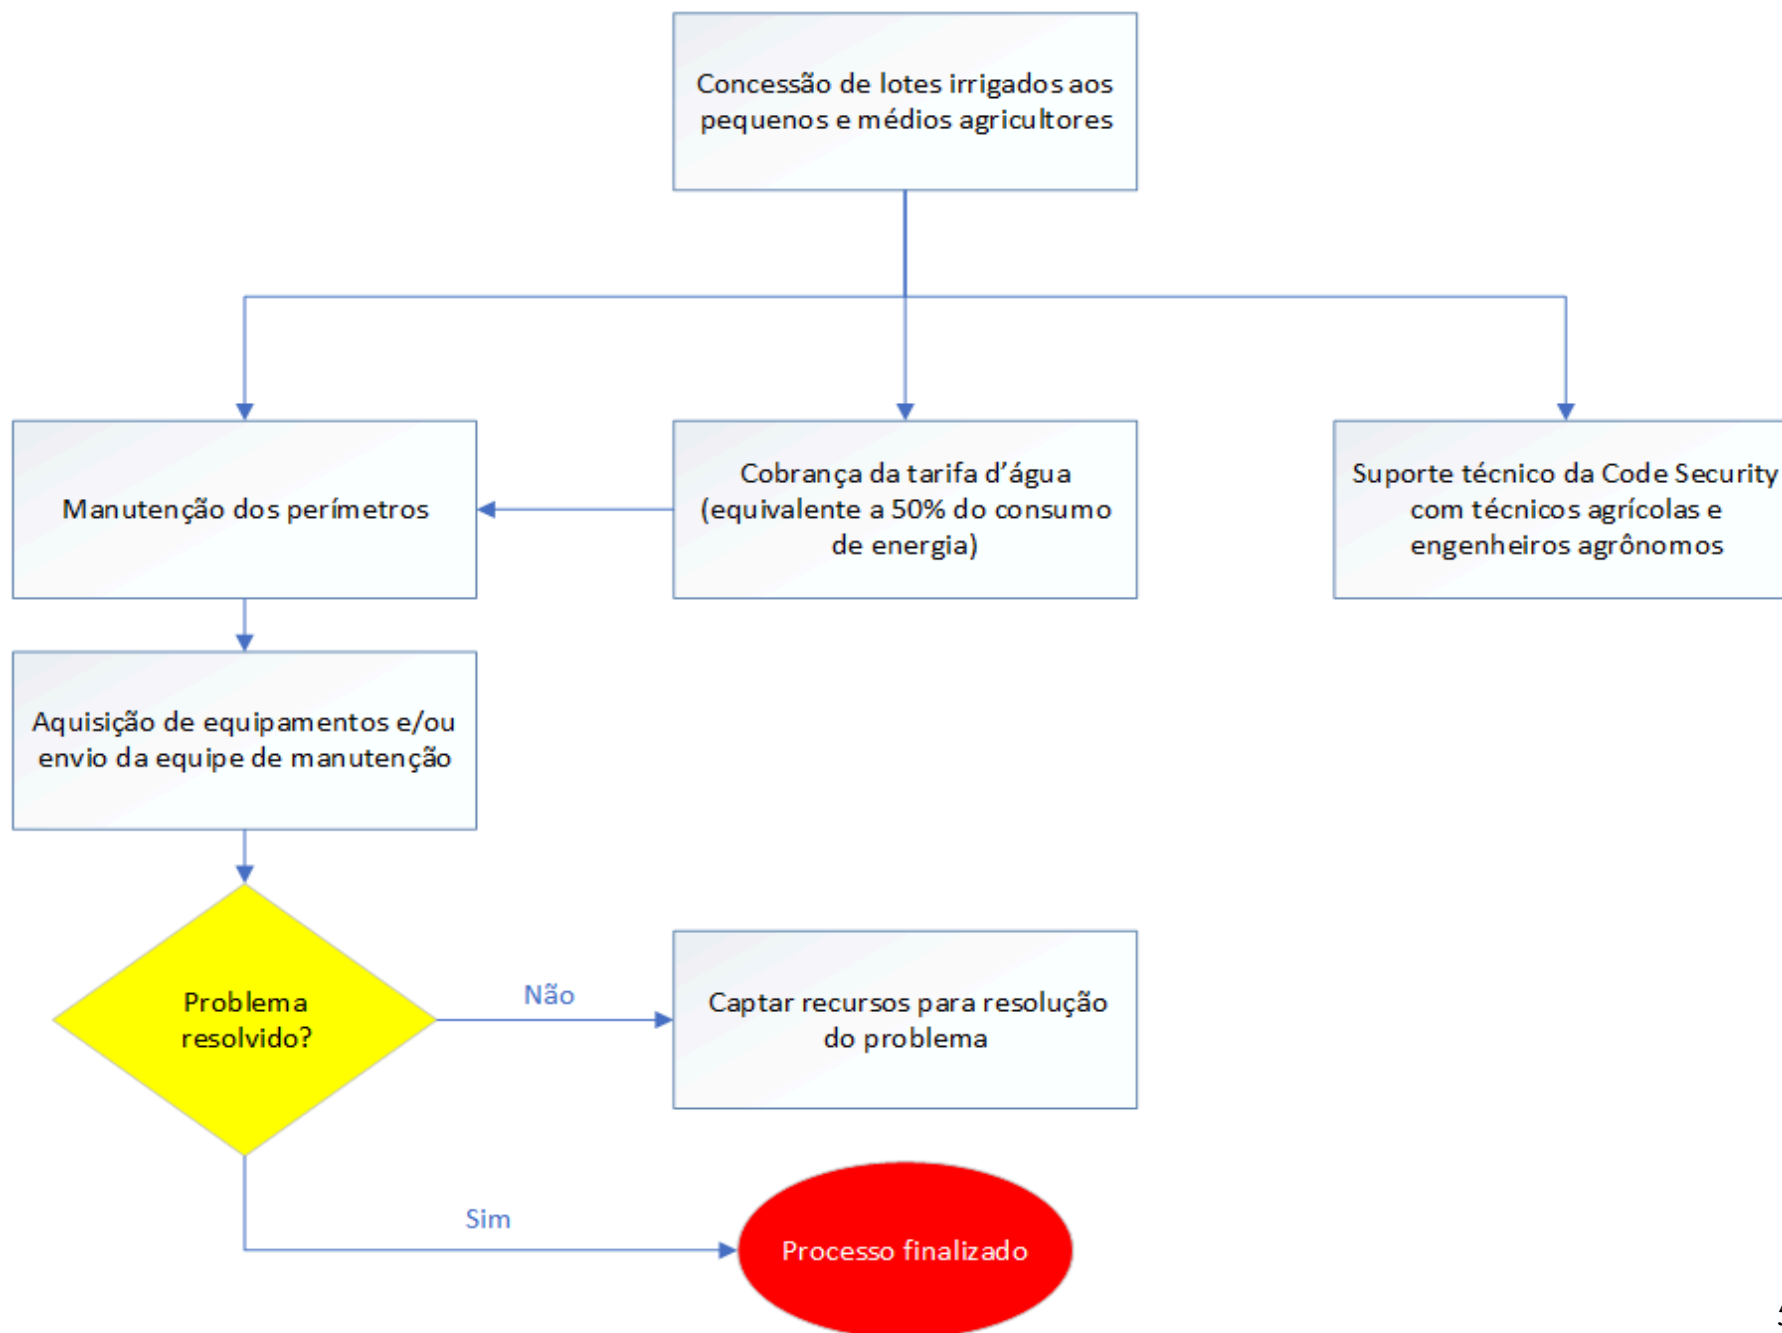 Concessão de lotes irrigados aos
pequenos e médios agricultores
Manutenção dos perímetros
Cobrança da tarifa d’água
(equivalente a 50% do consumo
de energia)
Suporte técnico da Code Security
com técnicos agrícolas e
engenheiros agrônomos
Aquisição de equipamentos e/ou
envio da equipe de manutenção
Problema
resolvido?
Não
Captar recursos para resolução
do problema
Sim
Processo finalizado